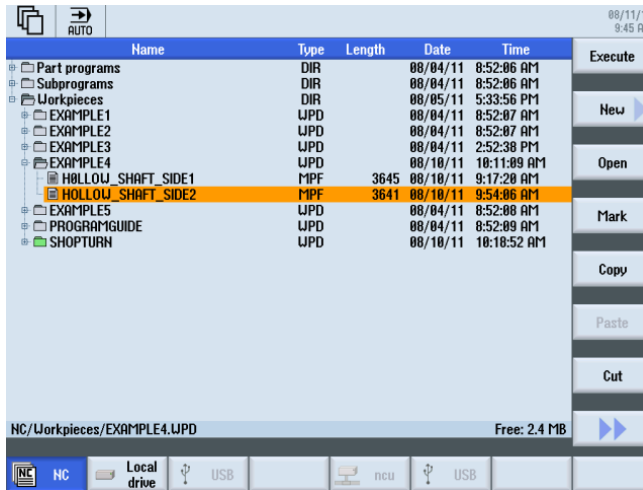 AUTO
08/11/
9:45
Name Type Length Date Time
Execute
Part programs DIR 08/04/11 8:52:06 AM
Subprograms DIR 08/04/11 8:52:06 AM
Workpieces DIR 08/05/11 5:33:56 PM
New
EXAMPLE1 WPD 08/04/11 8:52:07 AM
EXAMPLE2 WPD 08/04/11 8:52:07 AM
EXAMPLE3 WPD 08/04/11 2:52:38 PM
EXAMPLE4 WPD 08/10/11 10:11:09 AM
Open
HOLLOW_SHAFT_SIDE1 MPF 3645 08/10/11 9:17:20 AM
HOLLOW_SHAFT_SIDE2 MPF 3641 08/10/11 9:54:06 AM
EXAMPLE5 WPD 08/04/11 8:52:08 AM
PROGRAMGUIDE WPD 08/04/11 8:52:09 AM
Mark
SHOPTURN WPD 08/10/11 10:18:52 AM
Copy
Paste
Cut
NC/Workpieces/EXAMPLE4.WPD Free: 2.4 MB
NC NC Local drive USB ncu USB